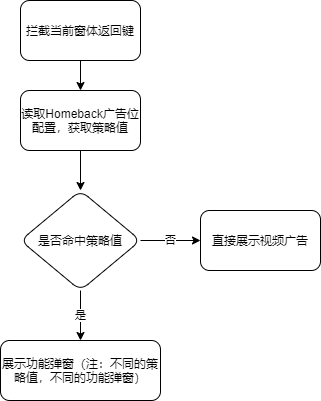 拦截当前窗体返回键
读取Homeback广告位
配置，获取策略值
是否命中策略值
否
直接展示视频广告
是
展示功能弹窗（注：不同的策
略值，不同的功能弹窗）